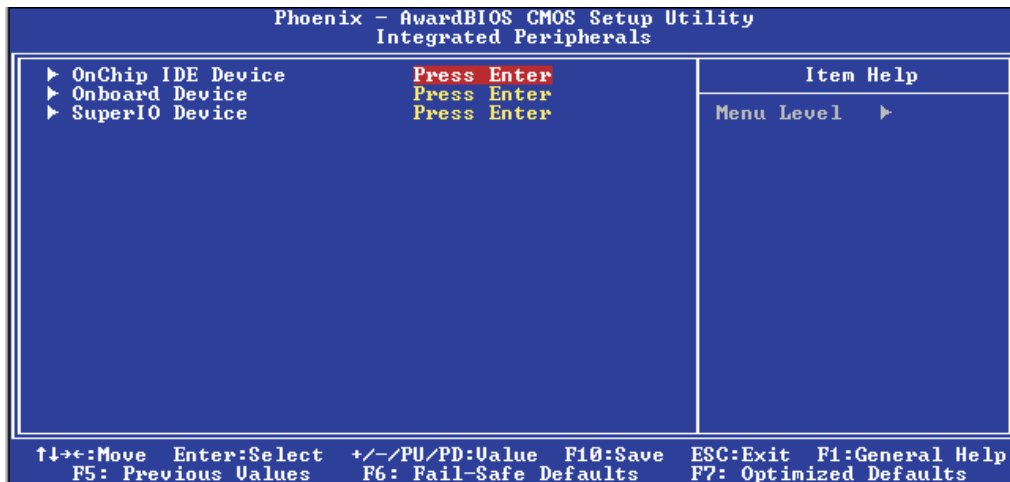 Phoenix - AwardBIOS CMOS Setup Utility
Integrated Peripherals
▶ OnChip IDE Device Press Enter
▶ Onboard Device Press Enter
▶ SuperIO Device Press Enter
Item Help
Menu Level ▶
↑↓→←:Move Enter:Select +/-/PU/PD:Value F10:Save ESC:Exit F1:General Help
F5: Previous Values F6: Fail-Safe Defaults F7: Optimized Defaults